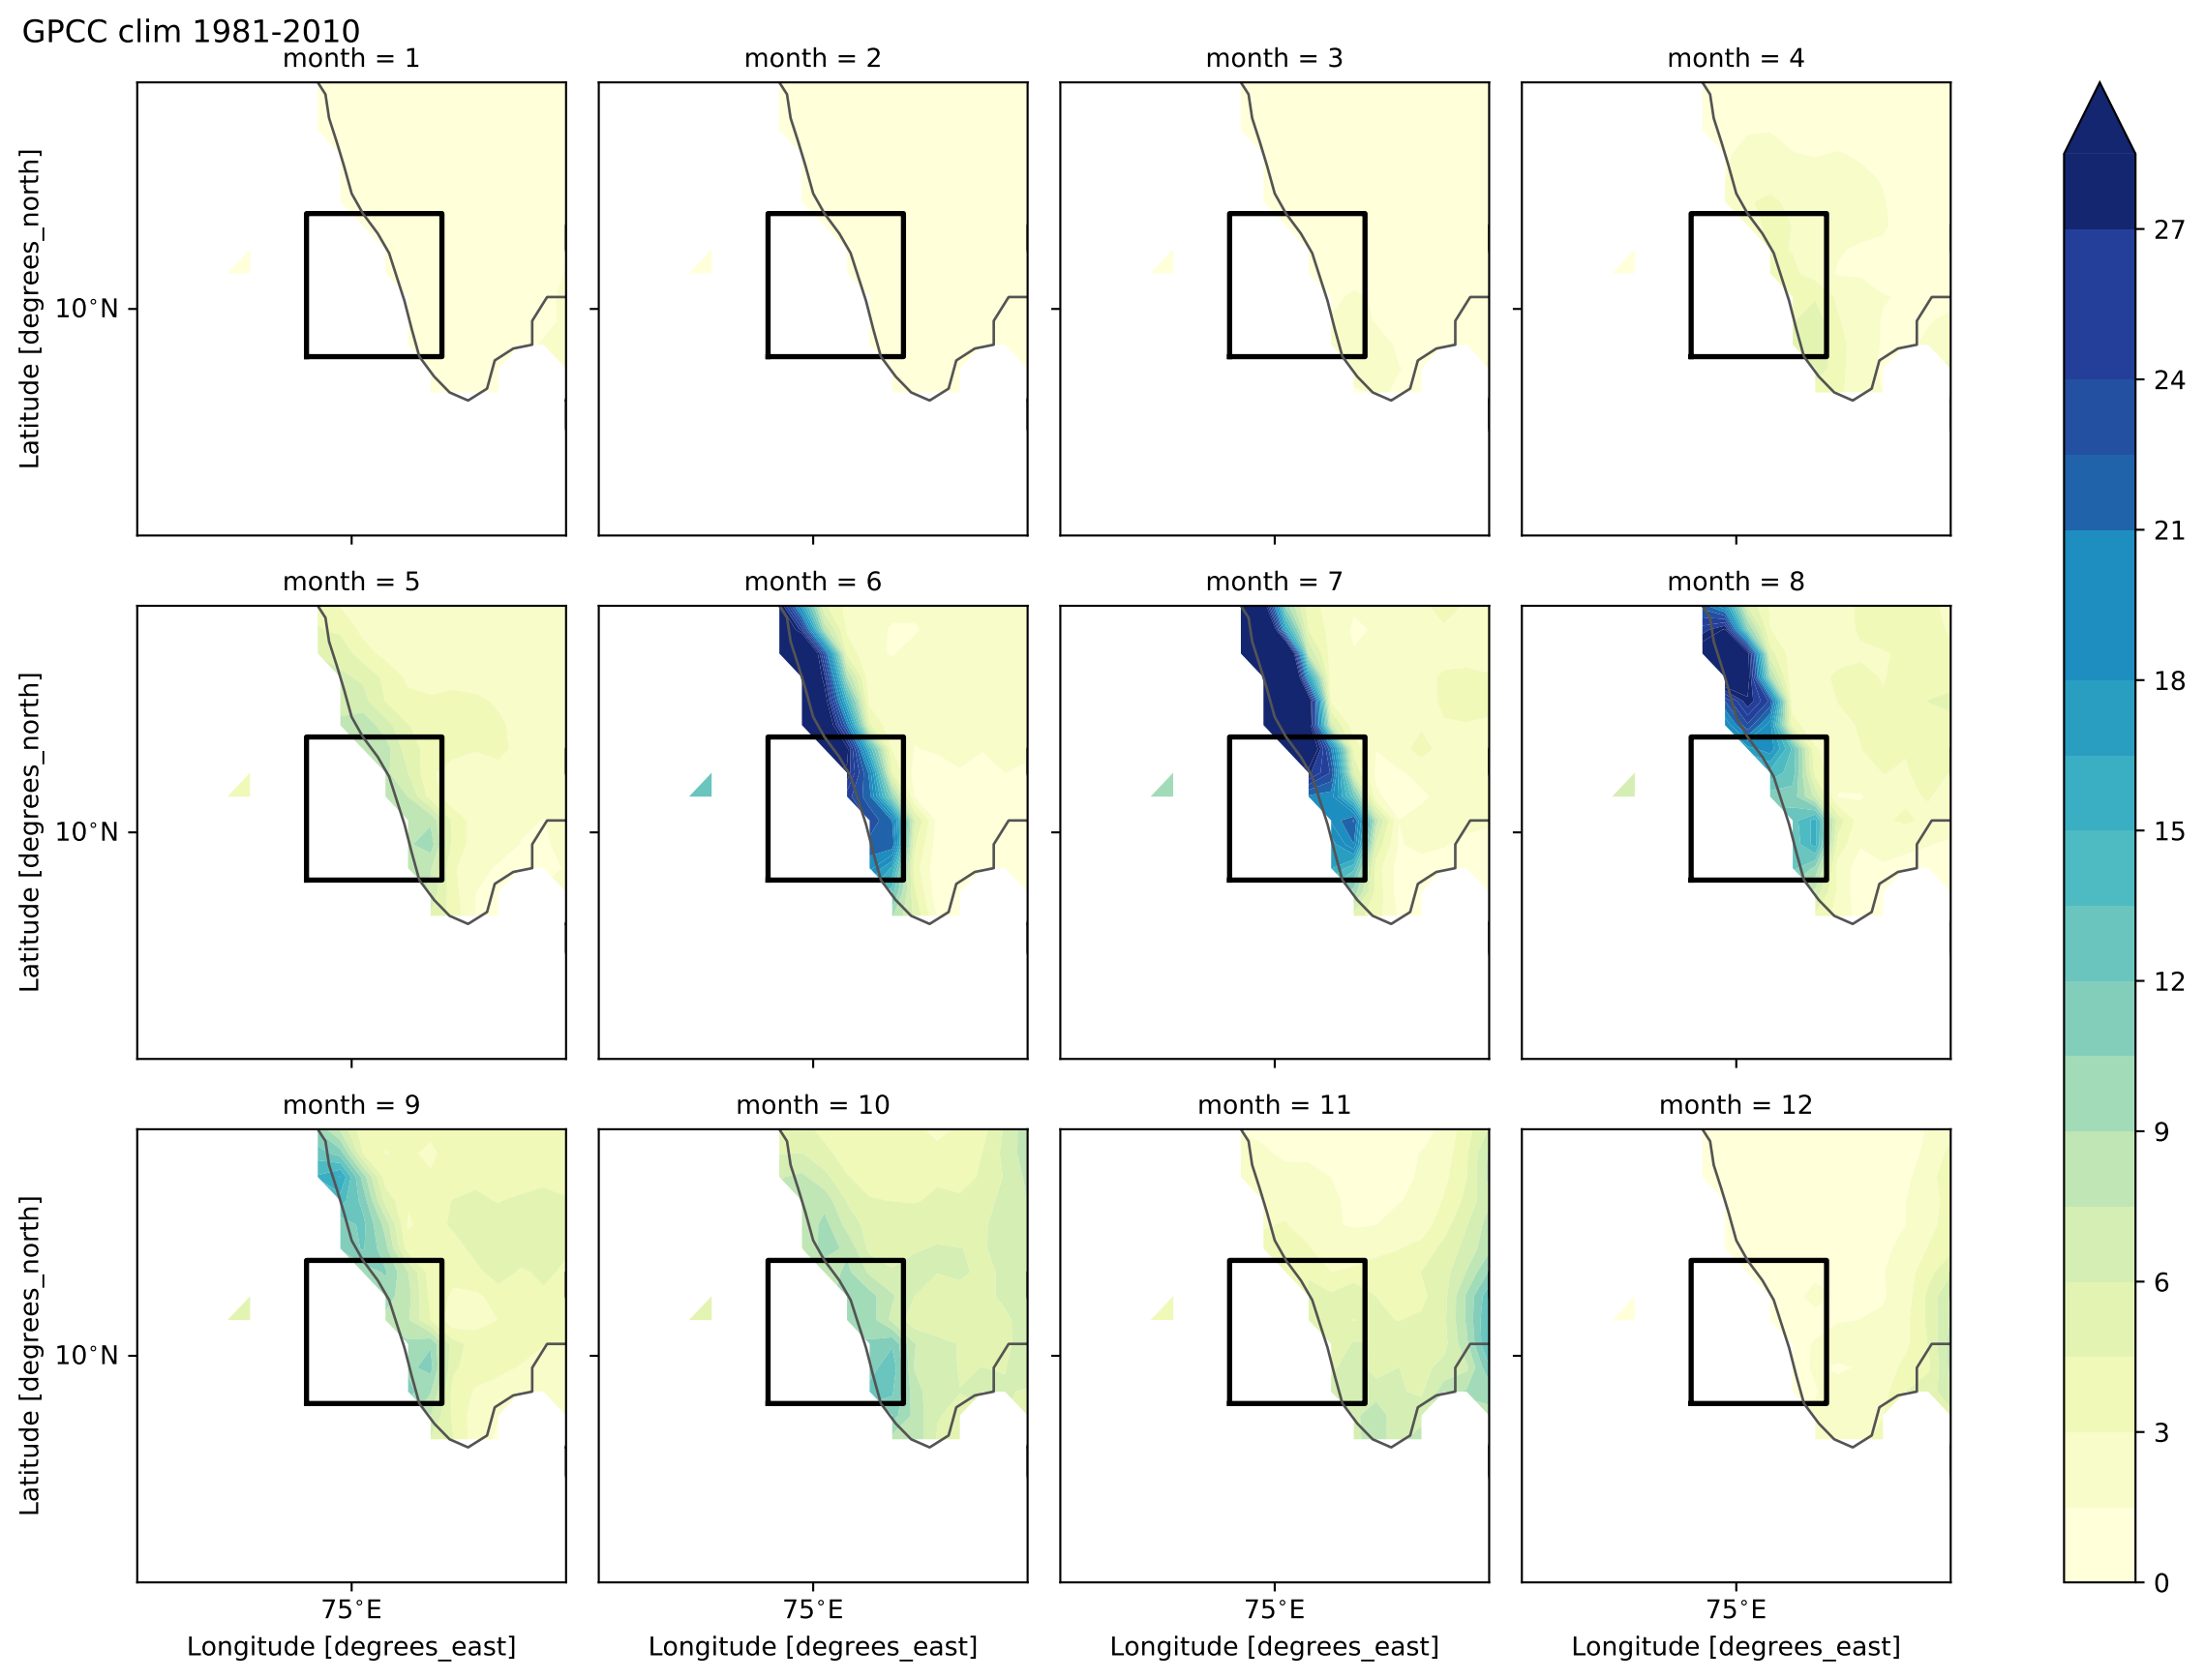 GPCC clim 1981-2010
month = 1
month = 2
month = 3
month = 4
Latitude [degrees_north]
10°N
month = 5
month = 6
month = 7
month = 8
Latitude [degrees_north]
10°N
month = 9
month = 10
month = 11
month = 12
Latitude [degrees_north]
10°N
75°E
75°E
75°E
75°E
Longitude [degrees_east]
Longitude [degrees_east]
Longitude [degrees_east]
Longitude [degrees_east]
27
24
21
18
15
12
9
6
3
0